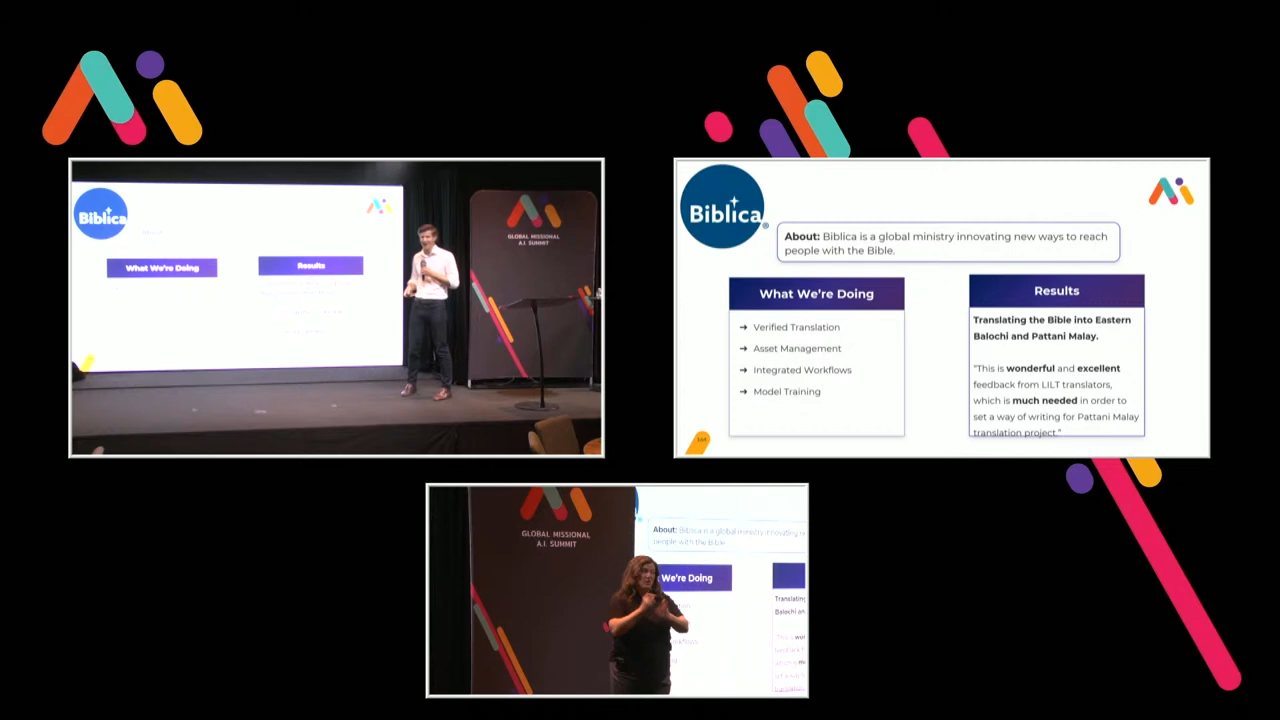 Biblica
What We're Doing
Results
GLOBAL MISSIONAL
A.I. SUMMIT
Biblica®
About: Biblica is a global ministry innovating new ways to reach
people with the Bible.
What We're Doing
➔ Verified Translation
➔ Asset Management
➔ Integrated Workflows
➔ Model Training
Results
Translating the Bible into Eastern
Balochi and Pattani Malay.
"This is wonderful and excellent
feedback from LILT translators,
which is much needed in order to
set a way of writing for Pattani Malay
translation project."
GLOBAL MISSIONAL
A.I. SUMMIT
About: Biblica is a global ministry innovating
people with the Bible.
We're Doing
Translating
Balochi an